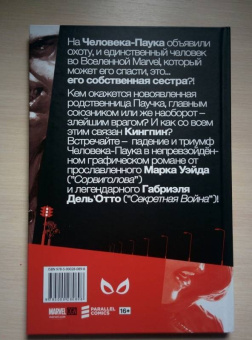 На Человека-Паука объявили
охоту, и единственный человек
во Вселенной Marvel, который
может его спасти, это...
его собственная сестра?!
Кем окажется новоявленная
родственница Паучка, главным
союзником или же наоборот –
злейшим врагом? И как со всем
этим связан Кингпин?
Встречайте – падение и триумф
Человека-Паука в непревзойдён-
ном графическом романе от
прославленного Марка Уэйда
("Сорвиголова")
и легендарного Габриэля
Дель'Отто ("Секретная Война")!
MARVEL
PARALLEL
COMICS
16+